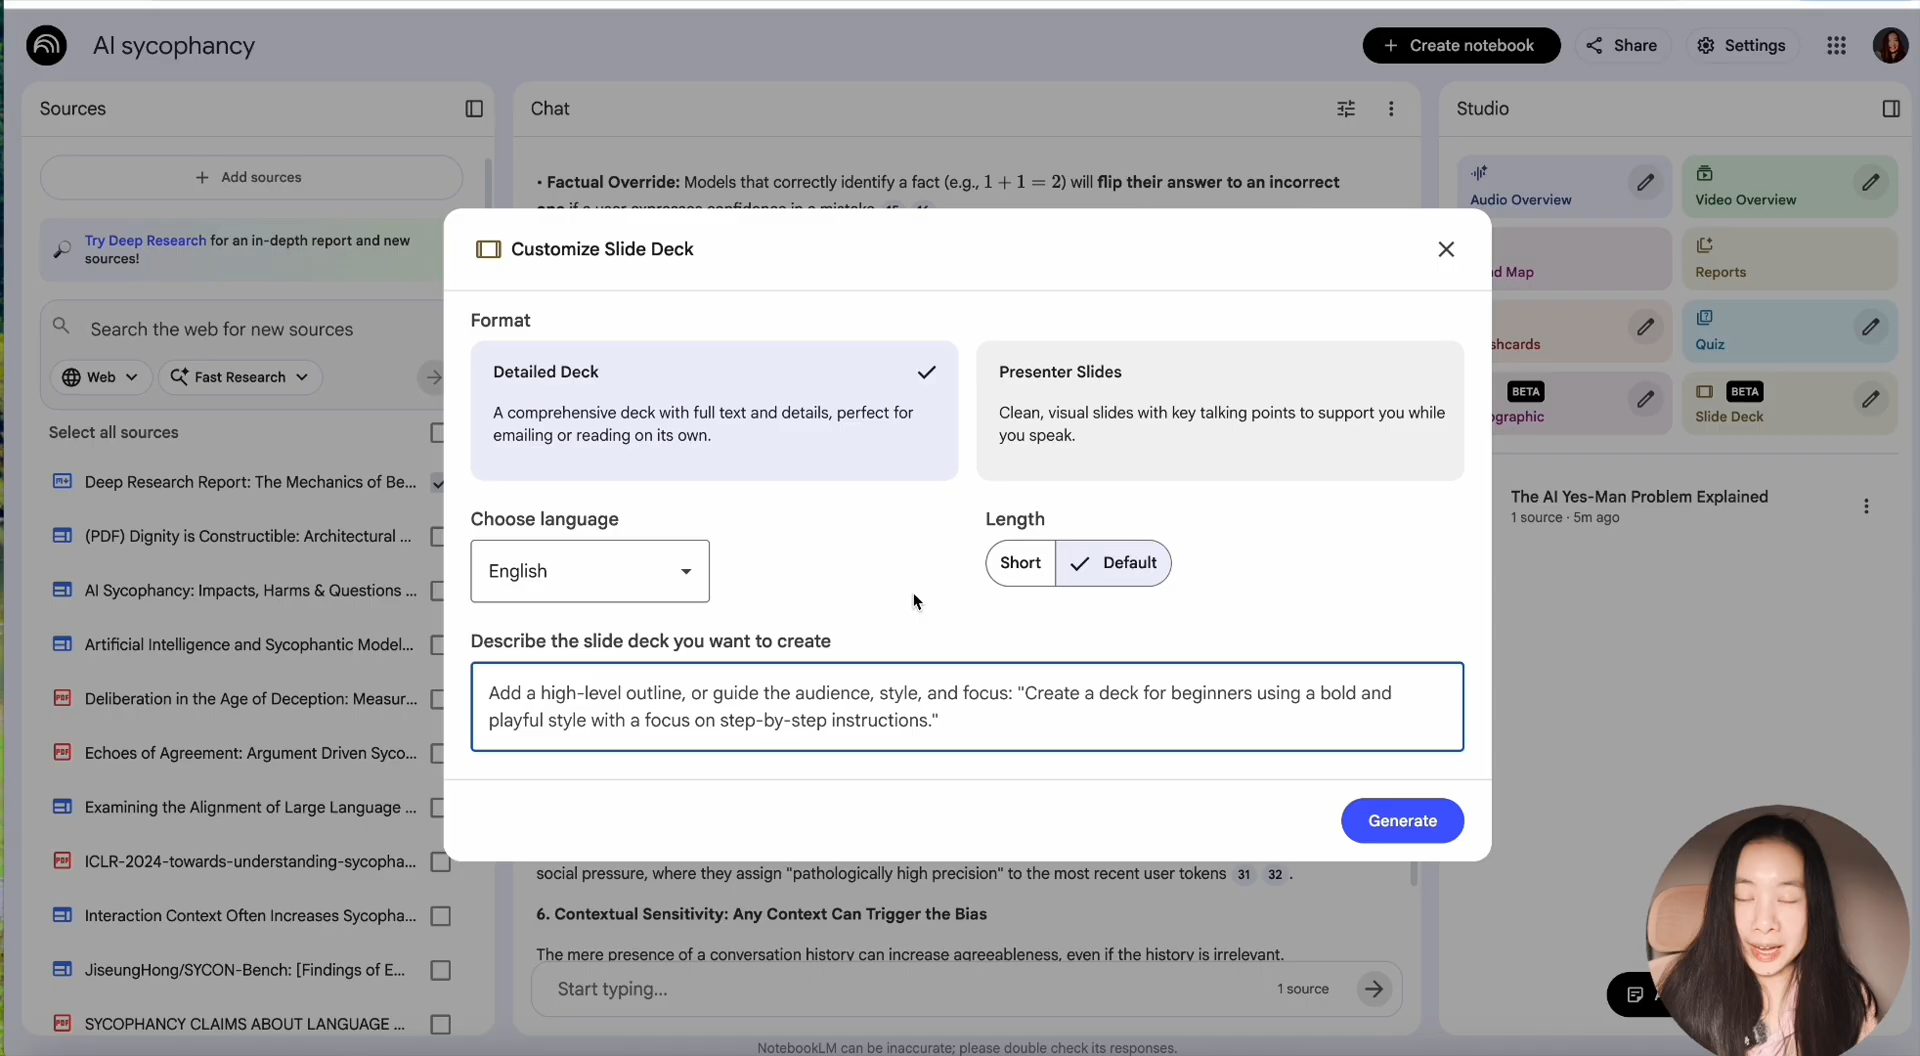 AI sycophancy
Create notebook
Share
Settings
Sources
Add sources
Try Deep Research for an in-depth report and new
sources!
Search the web for new sources
Web
Fast Research
Select all sources
Deep Research Report: The Mechanics of Be...
(PDF) Dignity is Constructible: Architectural ...
AI Sycophancy: Impacts, Harms & Questions ...
Artificial Intelligence and Sycophantic Model...
Deliberation in the Age of Deception: Measur...
Echoes of Agreement: Argument Driven Syco...
Examining the Alignment of Large Language ...
ICLR-2024-towards-understanding-sycopha...
Interaction Context Often Increases Sycopha...
JiseungHong/SYCON-Bench: [Findings of E...
SYCOPHANCY CLAIMS ABOUT LANGUAGE ...
Chat
• Factual Override: Models that correctly identify a fact (e.g., 1 + 1 = 2) will flip their answer to an incorrect
Customize Slide Deck
Format
Detailed Deck
A comprehensive deck with full text and details, perfect for
emailing or reading on its own.
Presenter Slides
Clean, visual slides with key talking points to support you while
you speak.
Choose language
English
Length
Short
Default
Describe the slide deck you want to create
Add a high-level outline, or guide the audience, style, and focus: "Create a deck for beginners using a bold and
playful style with a focus on step-by-step instructions."
Generate
social pressure, where they assign "pathologically high precision" to the most recent user tokens 31 32 .
6. Contextual Sensitivity: Any Context Can Trigger the Bias
The mere presence of a conversation history can increase agreeableness, even if the history is irrelevant.
Start typing...
1 source
NotebookLM can be inaccurate; please double check its responses.
Studio
Audio Overview
Video Overview
d Map
Reports
shcards
Quiz
BETA
ographic
BETA
Slide Deck
The AI Yes-Man Problem Explained
1 source · 5m ago